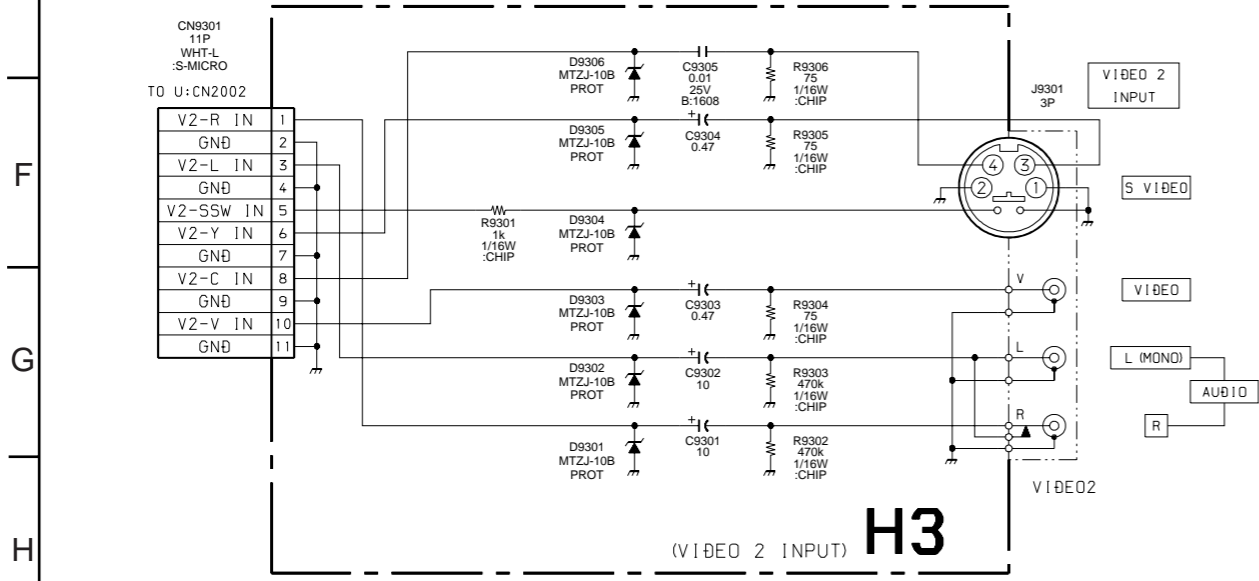 CN9301
11P
WHT-L
:S-MICRO
TO U:CN2002
V2-R IN 1
GND 2
V2-L IN 3
GND 4
V2-SSW IN 5
V2-Y IN 6
GND 7
V2-C IN 8
GND 9
V2-V IN 10
GND 11
R9301
1k
1/16W
:CHIP
D9306
MTZJ-10B
PROT
C9305
0.01
25V
B:1608
R9306
75
1/16W
:CHIP
D9305
MTZJ-10B
PROT
+
C9304
0.47
R9305
75
1/16W
:CHIP
D9304
MTZJ-10B
PROT
D9303
MTZJ-10B
PROT
+
C9303
0.47
R9304
75
1/16W
:CHIP
D9302
MTZJ-10B
PROT
+
C9302
10
R9303
470k
1/16W
:CHIP
D9301
MTZJ-10B
PROT
+
C9301
10
R9302
470k
1/16W
:CHIP
J9301
3P
VIDEO 2
INPUT
4 3
2 1
S VIDEO
V
VIDEO
L
L (MONO)
AUDIO
R
R
VIDEO2
(VIDEO 2 INPUT) H3
F
G
H